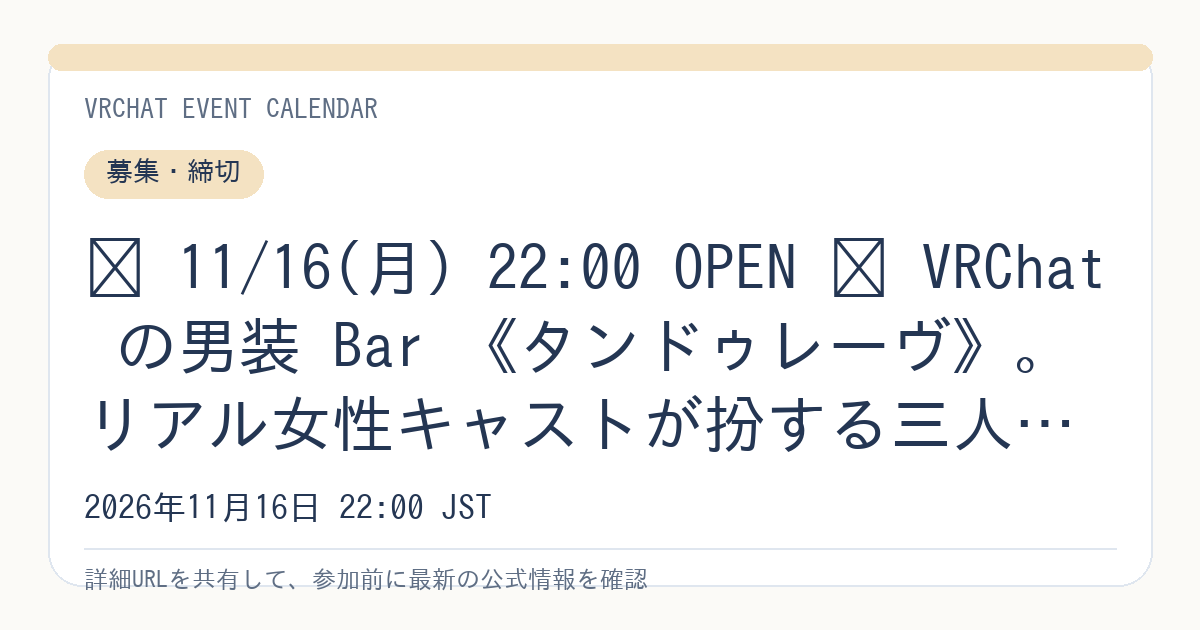 VRCHAT EVENT CALENDAR
募集・締切
11/16(月) 22:00 OPEN VRChat
の男装 Bar 《タンドゥレーヴ》。
リアル女性キャストが扮する三人…
2026年11月16日 22:00 JST
詳細URLを共有して、参加前に最新の公式情報を確認